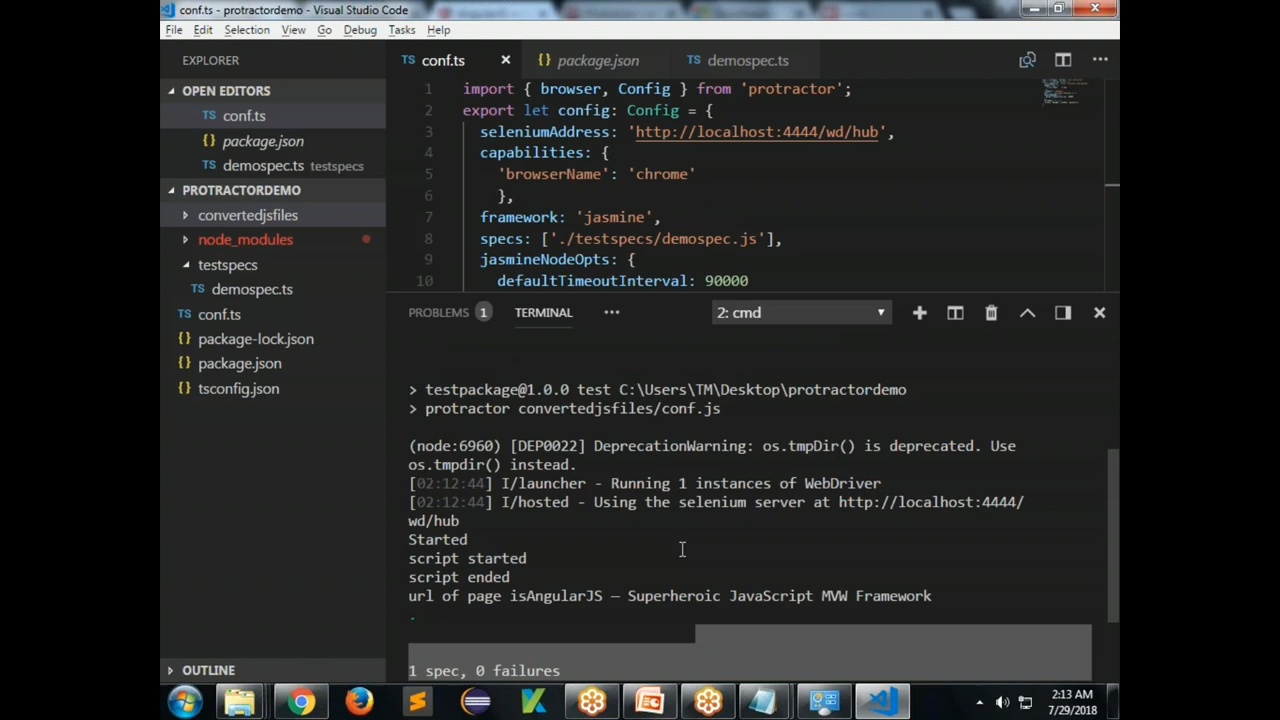 conf.ts - protractordemo - Visual Studio Code
File Edit Selection View Go Debug Tasks Help
EXPLORER
OPEN EDITORS
TS conf.ts
{} package.json
TS demospec.ts testspecs
PROTRACTORDEMO
convertedjsfiles
node_modules
testspecs
TS demospec.ts
TS conf.ts
{} package-lock.json
{} package.json
{} tsconfig.json
OUTLINE
TS conf.ts {} package.json TS demospec.ts
1 import { browser, Config } from 'protractor';
2 export let config: Config = {
3 seleniumAddress: 'http://localhost:4444/wd/hub',
4 capabilities: {
5 'browserName': 'chrome'
6 },
7 framework: 'jasmine',
8 specs: ['./testspecs/demospec.js'],
9 jasmineNodeOpts: {
10 defaultTimeoutInterval: 90000
PROBLEMS 1 TERMINAL ••• 2: cmd
> testpackage@1.0.0 test C:\Users\TM\Desktop\protractordemo
> protractor convertedjsfiles/conf.js
(node:6960) [DEP0022] DeprecationWarning: os.tmpDir() is deprecated. Use
os.tmpdir() instead.
[02:12:44] I/launcher - Running 1 instances of WebDriver
[02:12:44] I/hosted - Using the selenium server at http://localhost:4444/
wd/hub
Started
script started
script ended
url of page isAngularJS — Superheroic JavaScript MVW Framework
.
1 spec, 0 failures
2:13 AM
7/29/2018